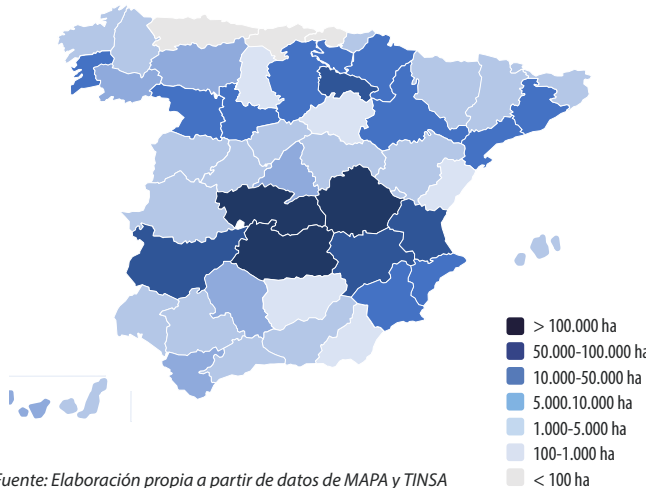 > 100.000 ha
50.000-100.000 ha
10.000-50.000 ha
5.000.10.000 ha
1.000-5.000 ha
100-1.000 ha
< 100 ha
Fuente: Elaboración propia a partir de datos de MAPA y TINSA